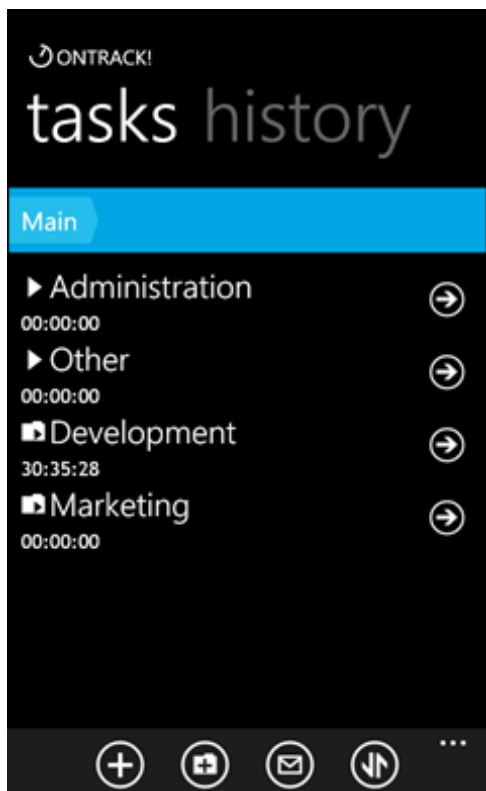 ONTRACK!
tasks history
Main
Administration
00:00:00
Other
00:00:00
Development
30:35:28
Marketing
00:00:00